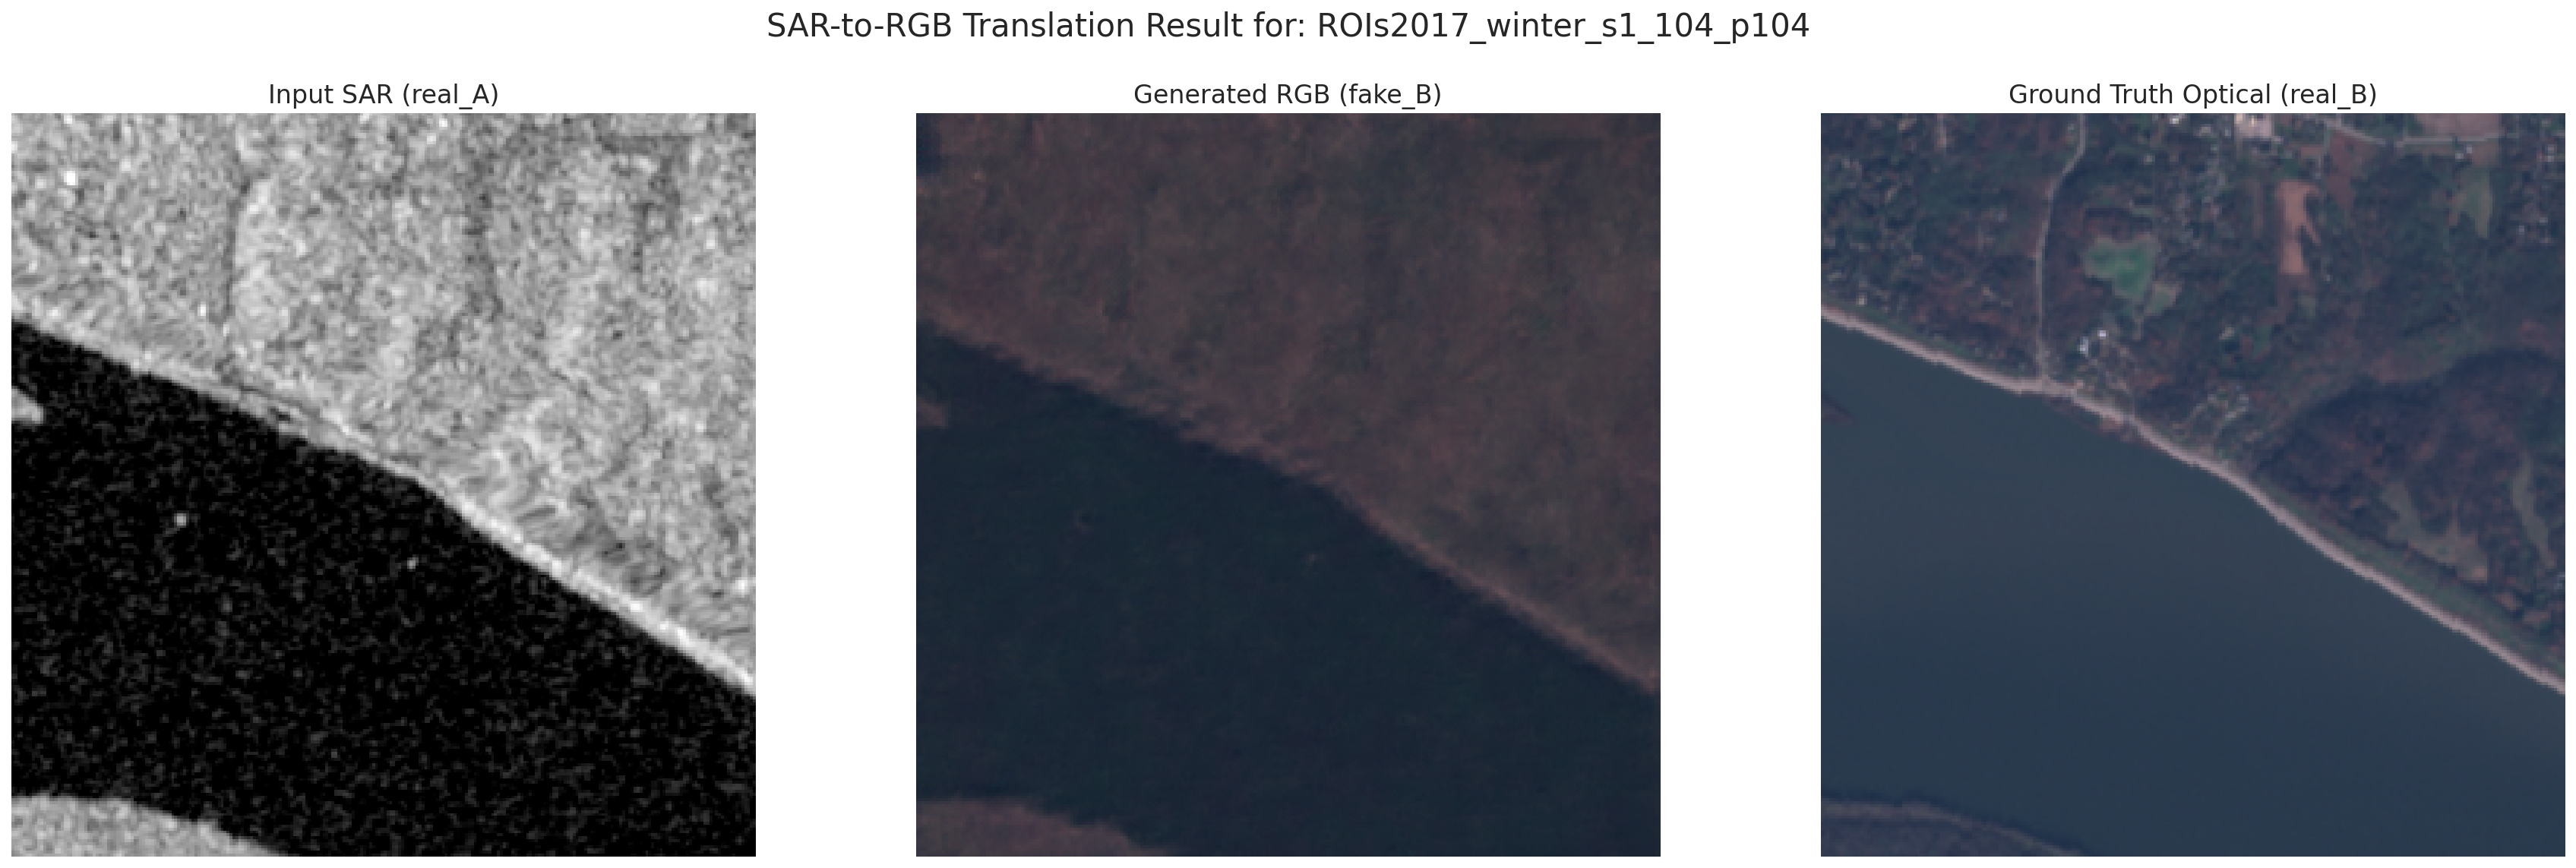 SAR-to-RGB Translation Result for: ROIs2017_winter_s1_104_p104
Input SAR (real_A)
Generated RGB (fake_B)
Ground Truth Optical (real_B)